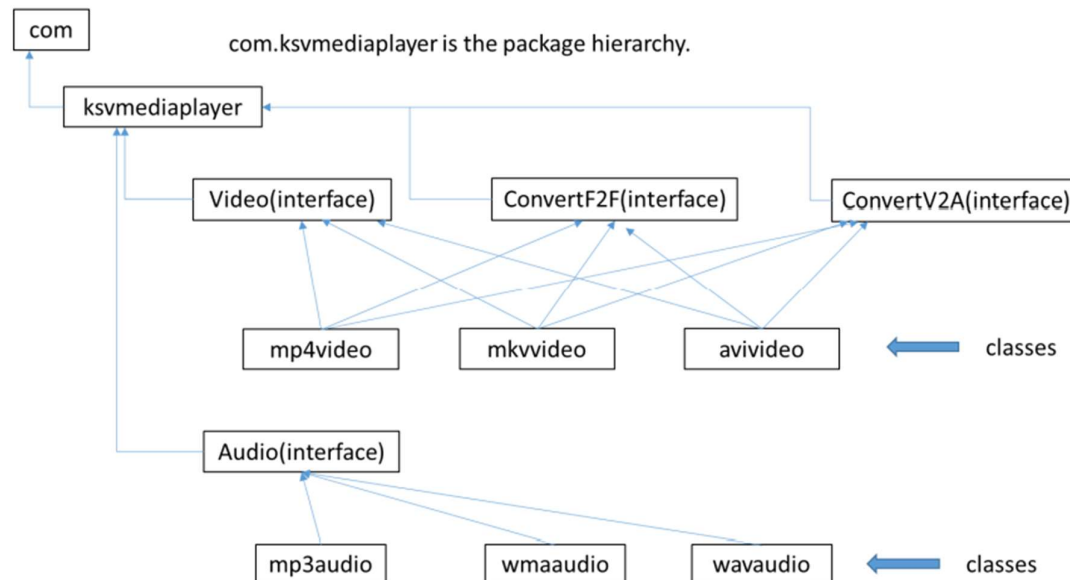 com
com.ksvmediaplayer is the package hierarchy.
ksvmediaplayer
Video(interface)
ConvertF2F(interface)
ConvertV2A(interface)
mp4video
mkvvideo
avivideo
classes
Audio(interface)
mp3audio
wmaaudio
wavaudio
classes